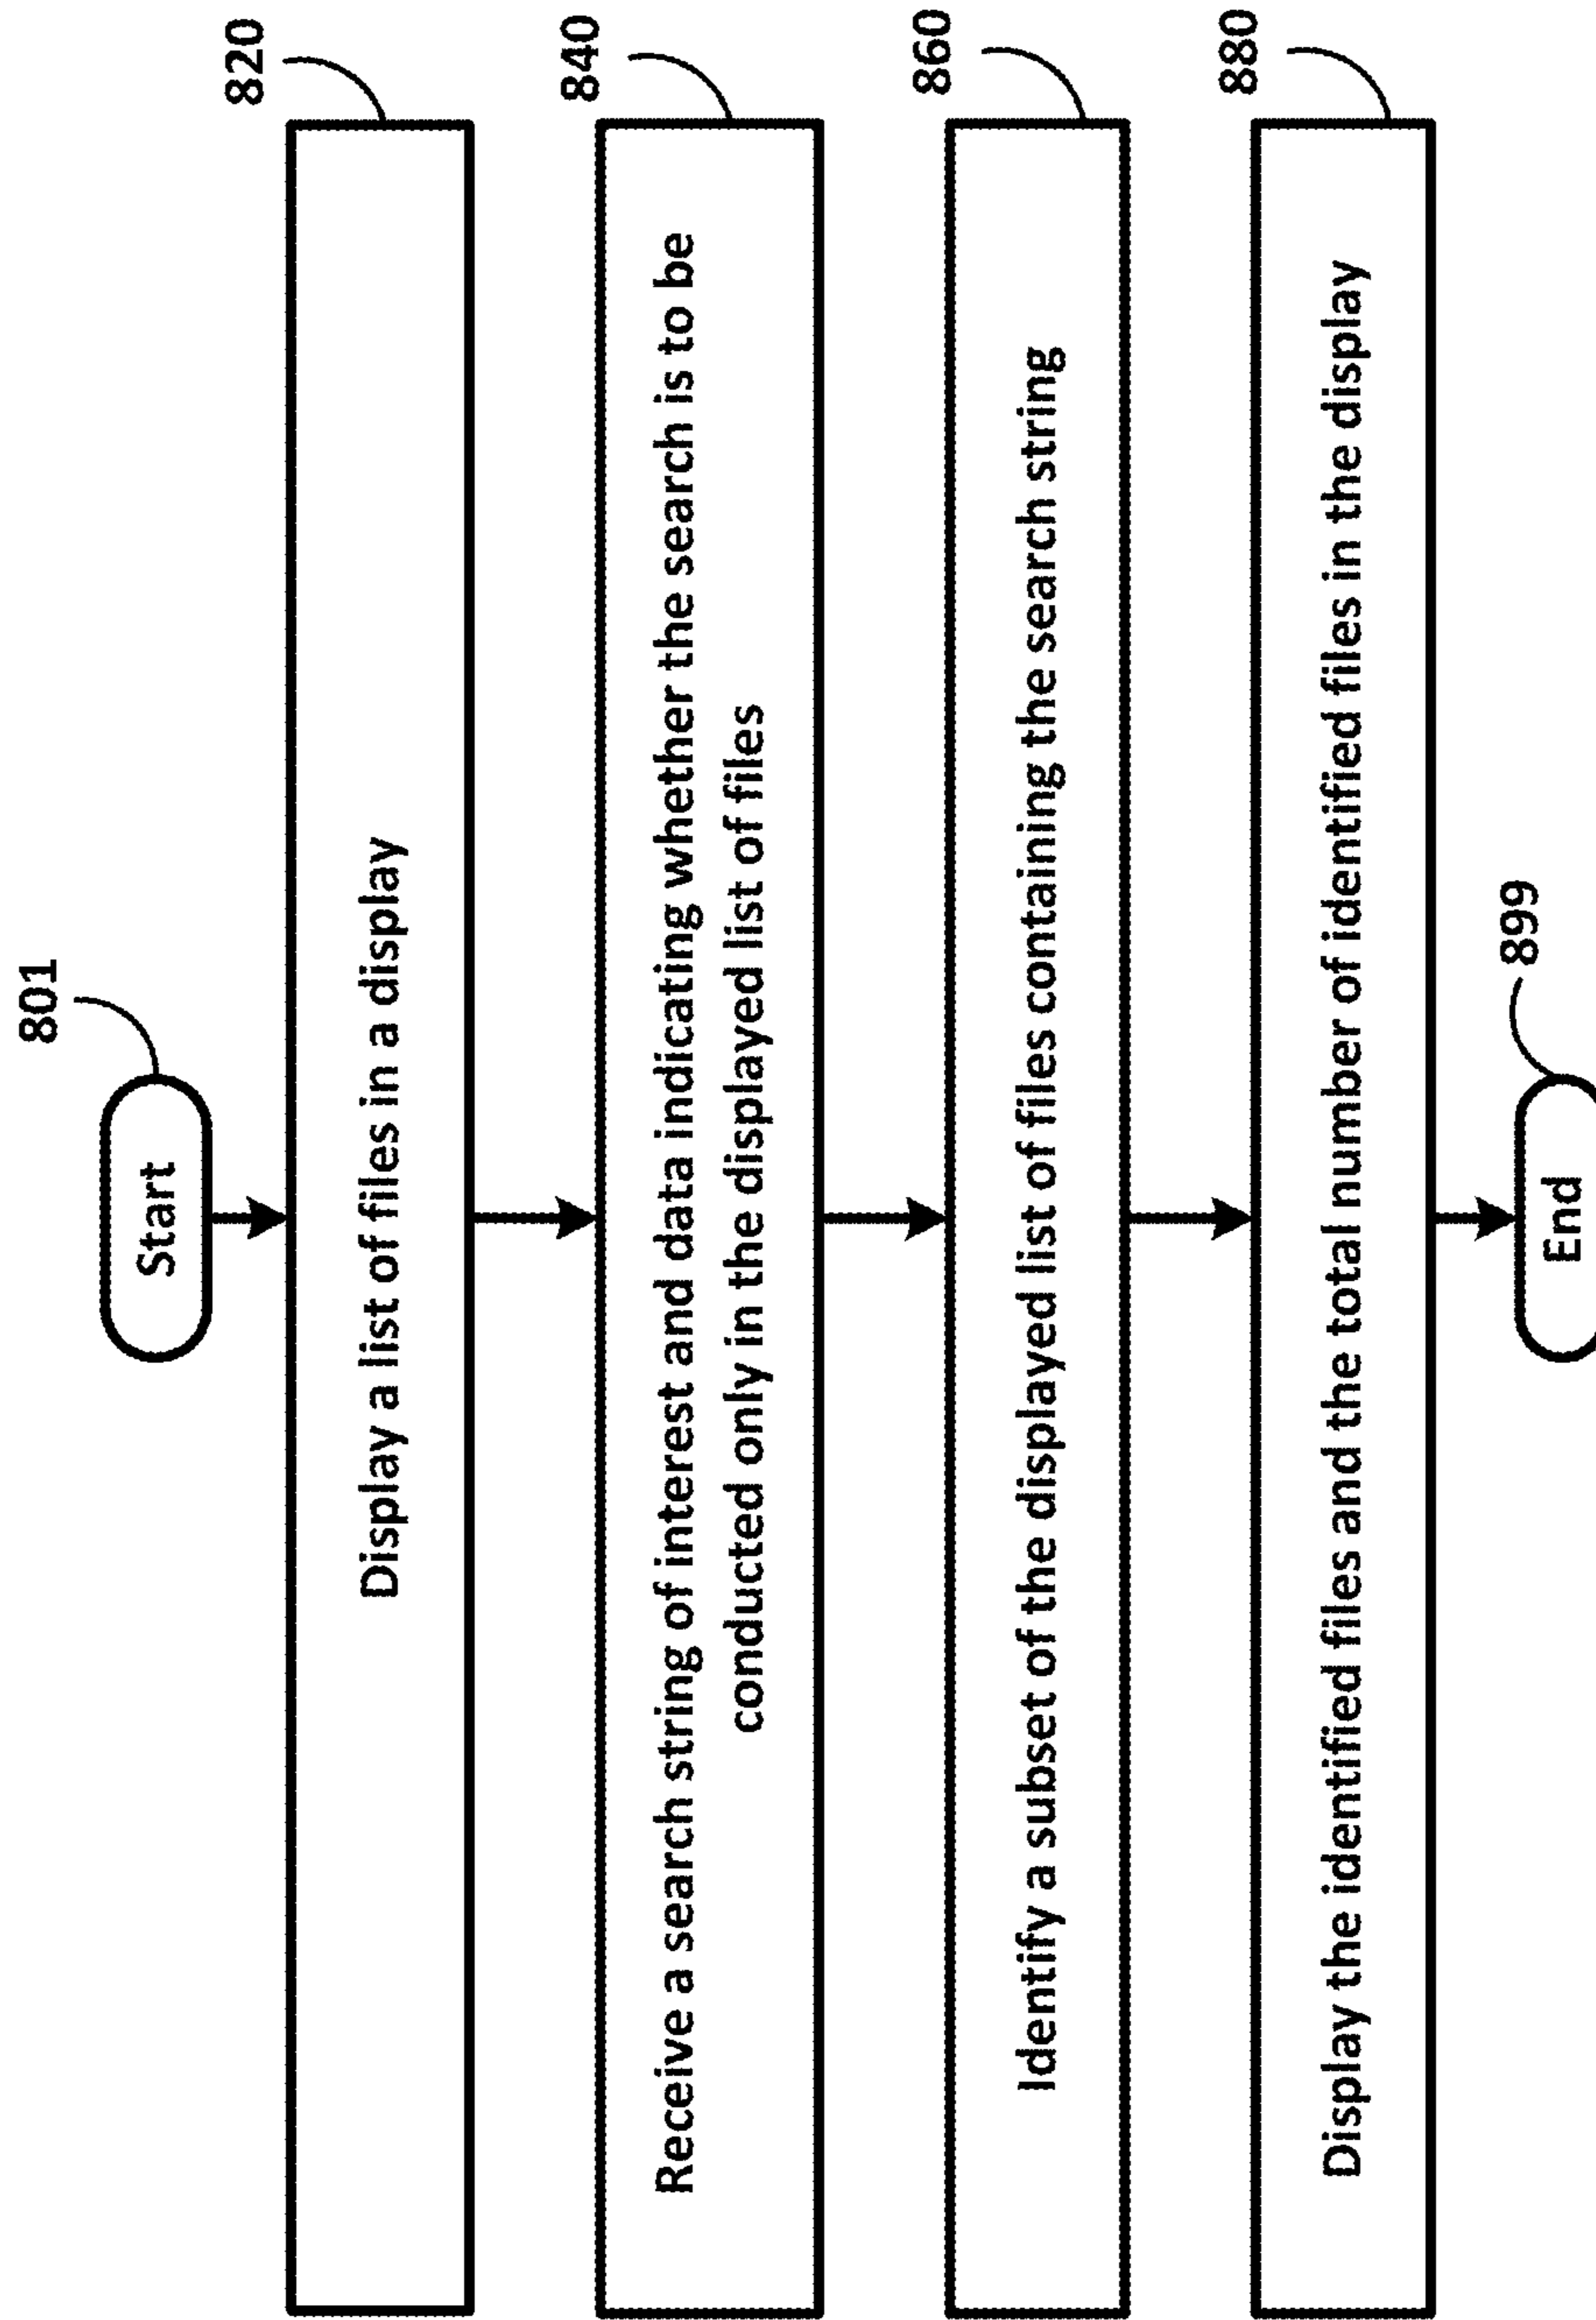 801
Start
820
Display a list of files in a display
840
Receive a search string of interest and data indicating whether the search is to be
conducted only in the displayed list of files
860
Identify a subset of the displayed list of files containing the search string
880
Display the identified files and the total number of identified files in the display
899
End